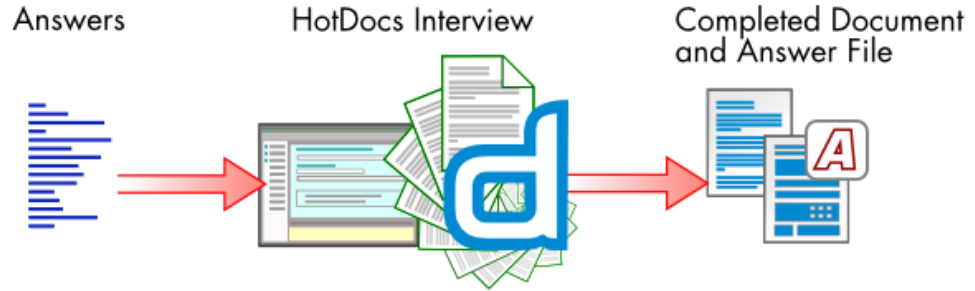 Answers
HotDocs Interview
Completed Document
and Answer File
d
A